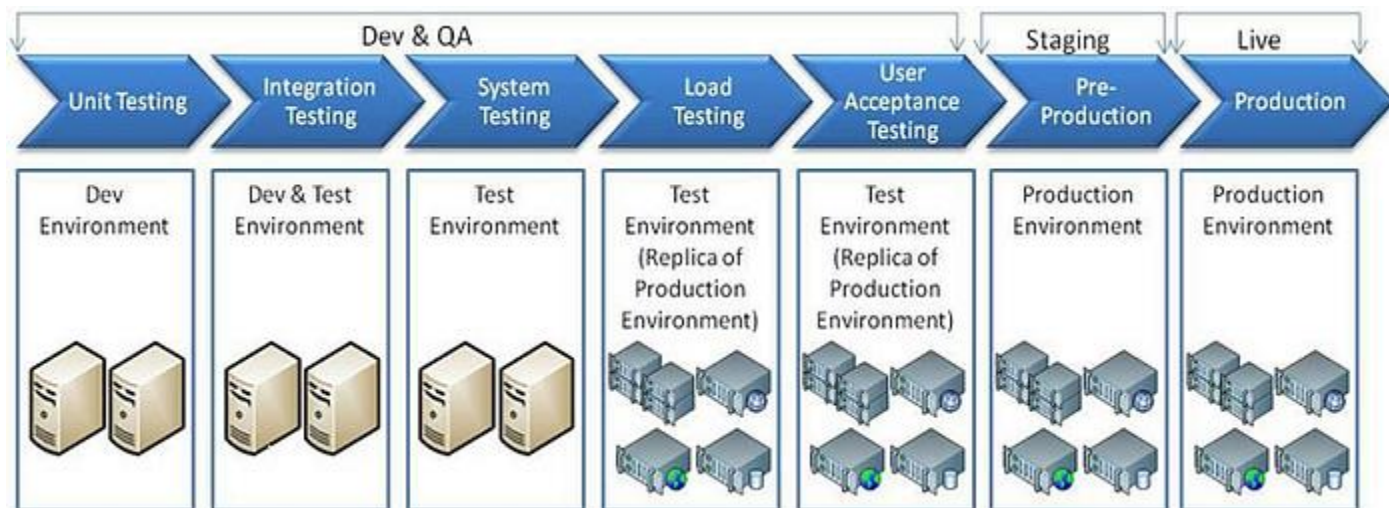 Dev & QA
Staging
Live
Unit Testing
Integration
Testing
System
Testing
Load
Testing
User
Acceptance
Testing
Pre-
Production
Production
Dev
Environment
Dev & Test
Environment
Test
Environment
Test
Environment
(Replica of
Production
Environment)
Test
Environment
(Replica of
Production
Environment)
Production
Environment
Production
Environment